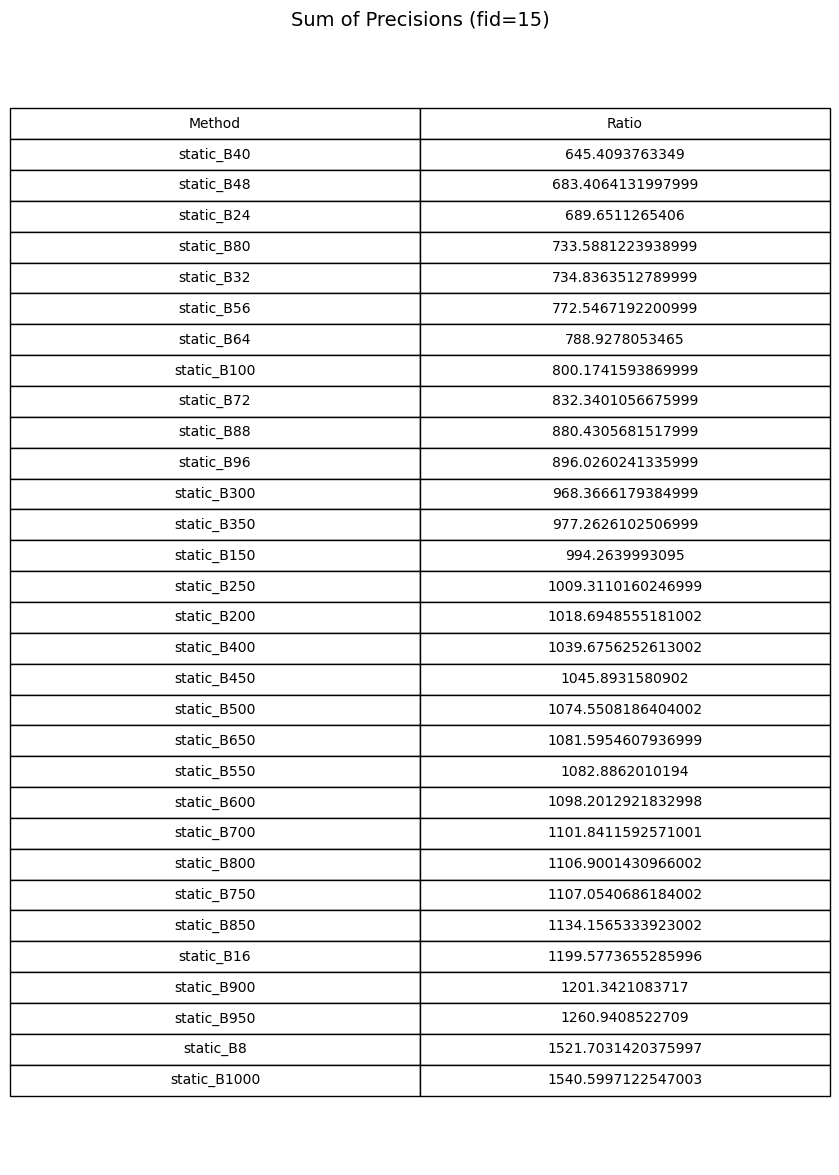 Sum of Precisions (fid=15)
Method Ratio
static_B40 645.4093763349
static_B48 683.4064131997999
static_B24 689.6511265406
static_B80 733.5881223938999
static_B32 734.8363512789999
static_B56 772.5467192200999
static_B64 788.9278053465
static_B100 800.1741593869999
static_B72 832.3401056675999
static_B88 880.4305681517999
static_B96 896.0260241335999
static_B300 968.3666179384999
static_B350 977.2626102506999
static_B150 994.2639993095
static_B250 1009.3110160246999
static_B200 1018.6948555181002
static_B400 1039.6756252613002
static_B450 1045.8931580902
static_B500 1074.5508186404002
static_B650 1081.5954607936999
static_B550 1082.8862010194
static_B600 1098.2012921832998
static_B700 1101.8411592571001
static_B800 1106.9001430966002
static_B750 1107.0540686184002
static_B850 1134.1565333923002
static_B16 1199.5773655285996
static_B900 1201.3421083717
static_B950 1260.9408522709
static_B8 1521.7031420375997
static_B1000 1540.5997122547003